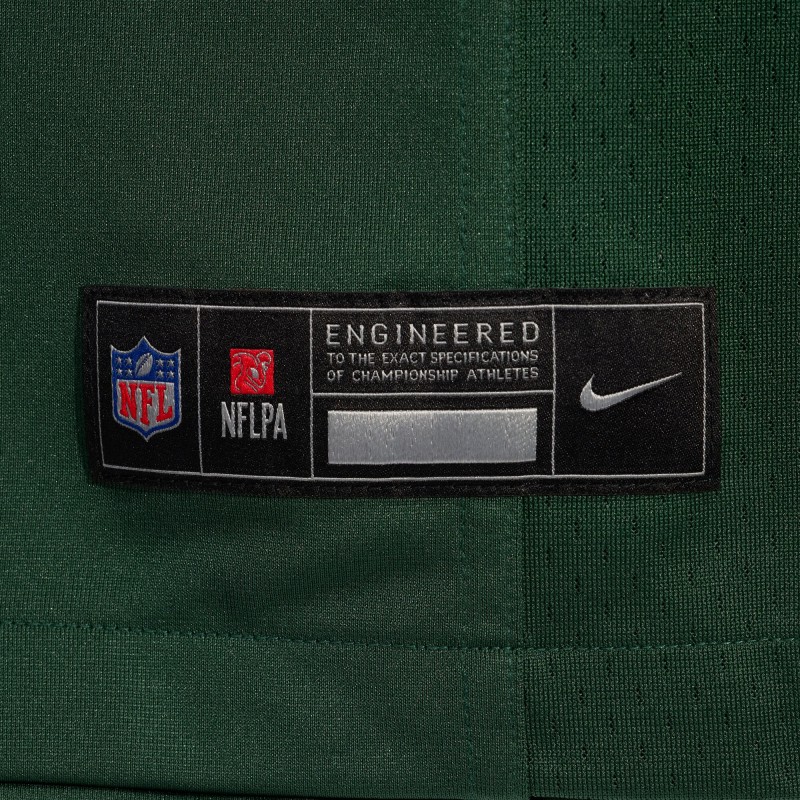 NFL
NFLPA
ENGINEERED
TO THE EXACT SPECIFICATIONS
OF CHAMPIONSHIP ATHLETES